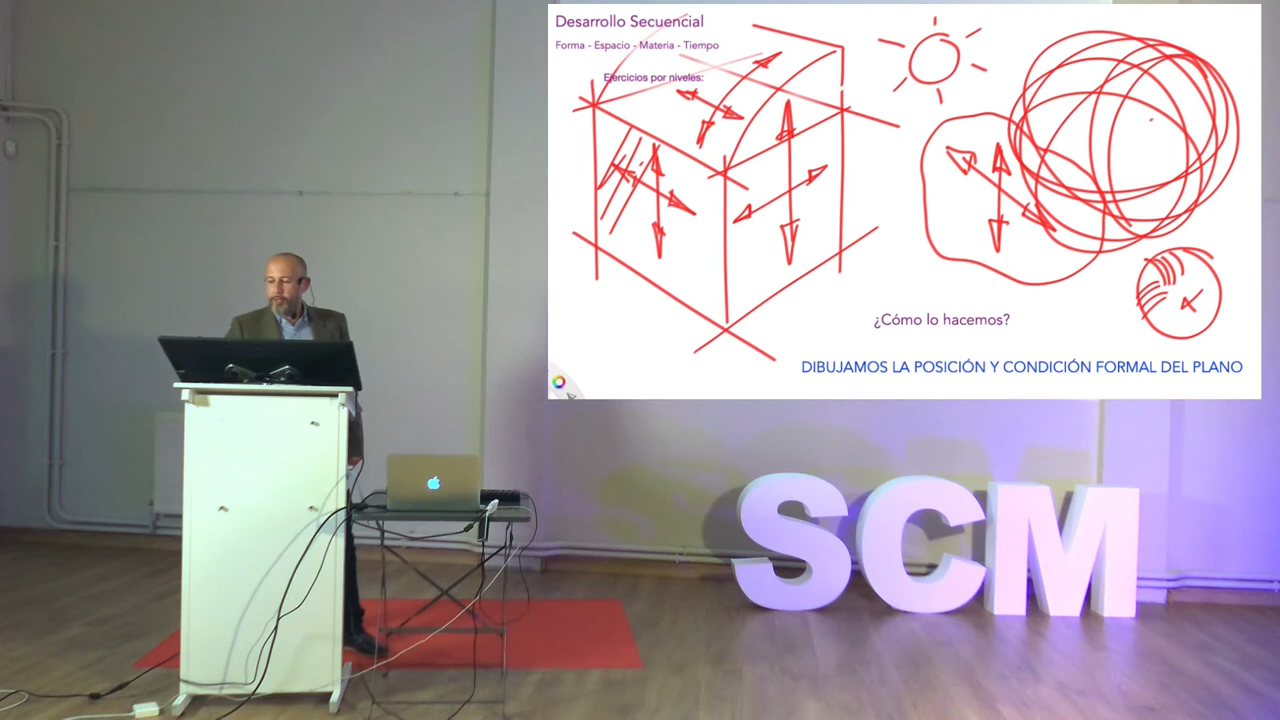 Desarrollo Secuencial
Forma - Espacio - Materia - Tiempo
Ejercicios por niveles:
¿Cómo lo hacemos?
DIBUJAMOS LA POSICIÓN Y CONDICIÓN FORMAL DEL PLANO
SCM